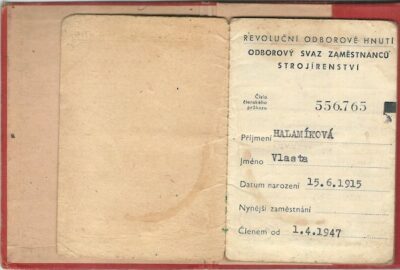 REVOLUČNÍ ODBOROVÉ HNUTÍ
ODBOROVÝ SVAZ ZAMĚSTNANCŮ
STROJÍRENSTVÍ
Číslo
členského
průkazu 556.765
Příjmení HALAMÍKOVÁ
Jméno Vlasta
Datum narození 15.6.1915
Nynější zaměstnání
Členem od 1.4.1947